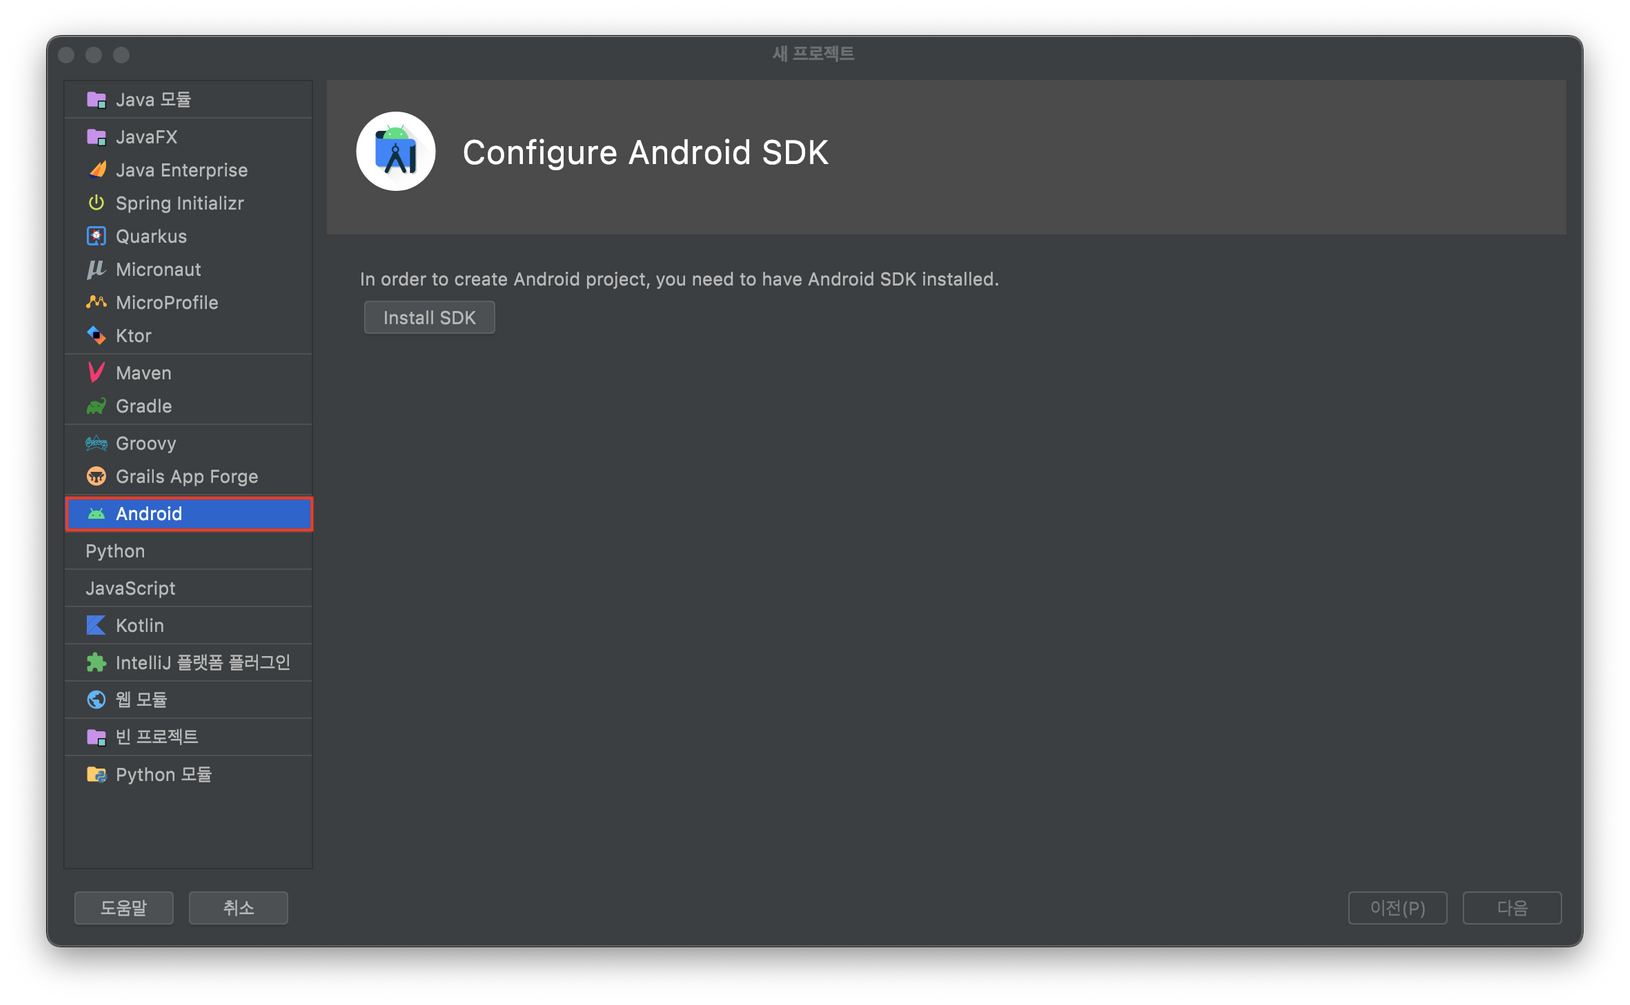 새 프로젝트
Java 모듈
JavaFX
Java Enterprise
Spring Initializr
Quarkus
Micronaut
MicroProfile
Ktor
Maven
Gradle
Groovy
Grails App Forge
Android
Python
JavaScript
Kotlin
IntelliJ 플랫폼 플러그인
웹 모듈
빈 프로젝트
Python 모듈
Configure Android SDK
In order to create Android project, you need to have Android SDK installed.
Install SDK
도움말
취소
이전(P)
다음